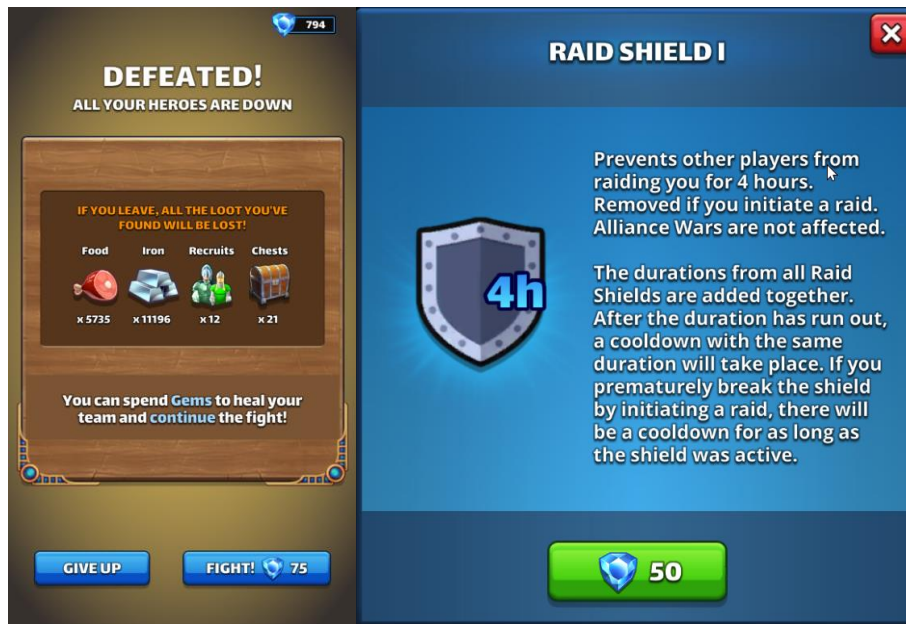 794
DEFEATED!
ALL YOUR HEROES ARE DOWN
IF YOU LEAVE, ALL THE LOOT YOU'VE
FOUND WILL BE LOST!
Food Iron Recruits Chests
x 5735 x 11196 x 12 x 21
You can spend Gems to heal your
team and continue the fight!
GIVE UP
FIGHT! 75
RAID SHIELD I
4h
Prevents other players from
raiding you for 4 hours.
Removed if you initiate a raid.
Alliance Wars are not affected.
The durations from all Raid
Shields are added together.
After the duration has run out,
a cooldown with the same
duration will take place. If you
prematurely break the shield
by initiating a raid, there will
be a cooldown for as long as
the shield was active.
50